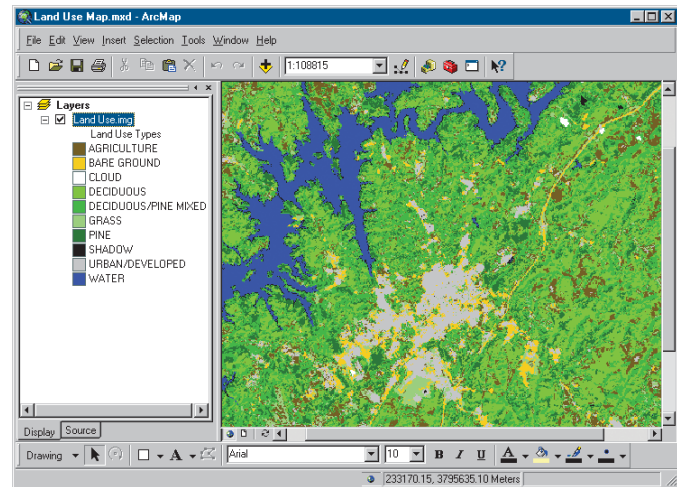 Land Use Map.mxd - ArcMap
File Edit View Insert Selection Tools Window Help
1:108815
Layers
Land Use.img
Land Use Types
AGRICULTURE
BARE GROUND
CLOUD
DECIDUOUS
DECIDUOUS/PINE MIXED
GRASS
PINE
SHADOW
URBAN/DEVELOPED
WATER
Display Source
Drawing A Arial 10 B I U A
233170.15, 3795635.10 Meters